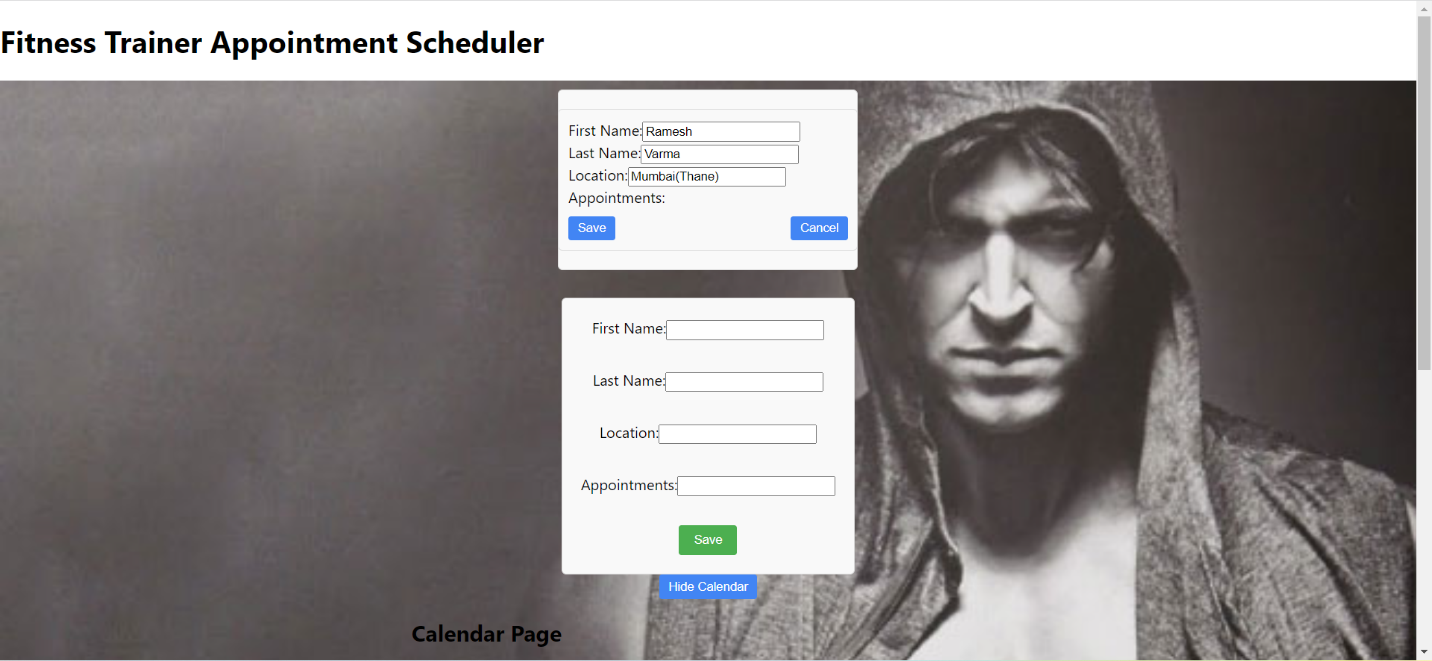 Fitness Trainer Appointment Scheduler
First Name: Ramesh
Last Name: Varma
Location: Mumbai(Thane)
Appointments:
Save Cancel
First Name:
Last Name:
Location:
Appointments:
Save
Hide Calendar
Calendar Page